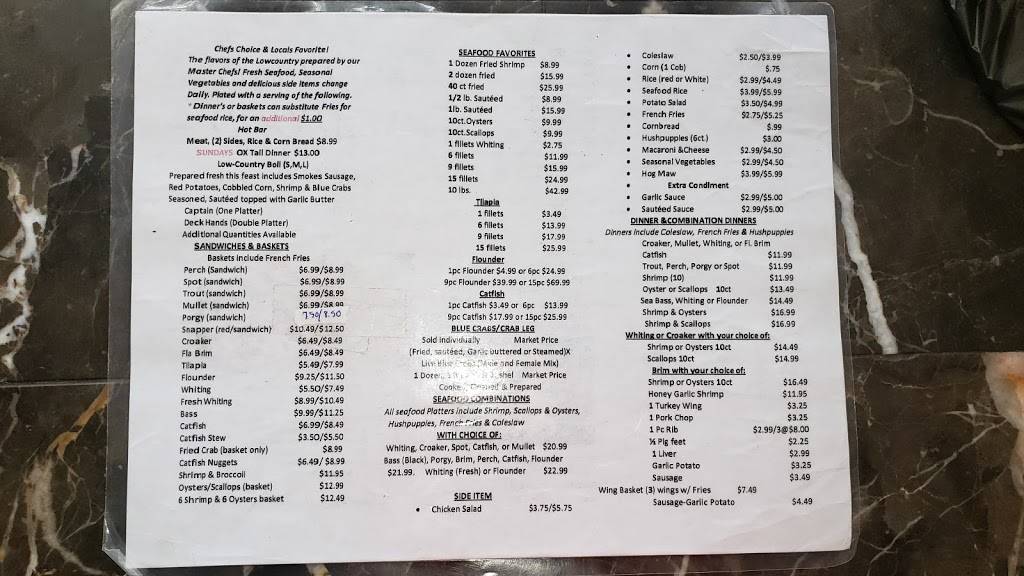 Chefs Choice & Locals Favorite!
The flavors of the Lowcountry prepared by our
Master Chefs! Fresh Seafood, Seasonal
Vegetables and delicious side items change
Daily. Plated with a serving of the following.
*Dinner's or baskets can substitute Fries for
seafood rice, for an additional $1.00
Hot Bar
Meat, (2) Sides, Rice & Corn Bread $8.99
SUNDAYS OX Tail Dinner $13.00
Low-Country Boil (S,M,L)
Prepared fresh this feast includes Smokes Sausage,
Red Potatoes, Cobbled Corn, Shrimp & Blue Crabs
Seasoned, Sautéed topped with Garlic Butter
Captain (One Platter)
Deck Hands (Double Platter)
Additional Quantities Available
SANDWICHES & BASKETS
Baskets Include French Fries
Perch (Sandwich) $6.99/$8.99
Spot (sandwich) $6.99/$8.99
Trout (sandwich) $6.99/$8.99
Mullet (sandwich) $6.99/$8.99
Porgy (sandwich) 7.50/8.50
Snapper (red/sandwich) $10.49/$12.50
Croaker $6.49/$8.49
Fla Brim $6.49/$8.49
Tilapia $5.49/$7.99
Flounder $9.25/$11.50
Whiting $5.50/$7.49
Fresh Whiting $8.99/$10.49
Bass $9.99/$11.25
Catfish $6.99/$8.49
Catfish Stew $3.50/$5.50
Fried Crab (basket only) $8.99
Catfish Nuggets $6.49/ $8.99
Shrimp & Broccoli $11.95
Oysters/Scallops (basket) $12.99
6 Shrimp & 6 Oysters basket $12.49
SEAFOOD FAVORITES
1 Dozen Fried Shrimp $8.99
2 dozen fried $15.99
40 ct fried $25.99
1/2 lb. Sautéed $8.99
1lb. Sautéed $15.99
10ct.Oysters $9.99
10ct.Scallops $9.99
1 fillets Whiting $2.75
6 fillets $11.99
9 fillets $15.99
15 fillets $24.99
10 lbs. $42.99
Tilapia
1 fillets $3.49
6 fillets $13.99
9 fillets $17.99
15 fillets $25.99
Flounder
1pc Flounder $4.99 or 6pc $24.99
9pc Flounder $39.99 or 15pc $69.99
Catfish
1pc Catfish $3.49 or 6pc $13.99
9pc Catfish $17.99 or 15pc $25.99
BLUE CRABS/CRAB LEG
Sold Individually Market Price
(Fried, sautéed, Garlic buttered or Steamed)X
Live Blue (Male and Female Mix)
1 Dozen, Market Price
& Prepared
SEAFOOD COMBINATIONS
All seafood Platters include Shrimp, Scallops & Oysters,
Hushpuppies, French Fries & Coleslaw
WITH CHOICE OF:
Whiting, Croaker, Spot, Catfish, or Mullet $20.99
Bass (Black), Porgy, Brim, Perch, Catfish, Flounder
$21.99. Whiting (Fresh) or Flounder $22.99
SIDE ITEM
• Chicken Salad $3.75/$5.75
• Coleslaw $2.50/$3.99
• Corn (1 Cob) $.75
• Rice (red or White) $2.99/$4.49
• Seafood Rice $3.99/$5.99
• Potato Salad $3.50/$4.99
• French Fries $2.75/$5.25
• Cornbread $.99
• Hushpuppies (6ct.) $3.00
• Macaroni &Cheese $2.99/$4.50
• Seasonal Vegetables $2.99/$4.50
• Hog Maw $3.99/$5.99
• Extra Condiment
• Garlic Sauce $2.99/$5.00
• Sautéed Sauce $2.99/$5.00
DINNER &COMBINATION DINNERS
Dinners Include Coleslaw, French Fries & Hushpuppies
Croaker, Mullet, Whiting, or Fl. Brim
Catfish $11.99
Trout, Perch, Porgy or Spot $11.99
Shrimp (10) $11.99
Oyster or Scallops 10ct $13.49
Sea Bass, Whiting or Flounder $14.49
Shrimp & Oysters $16.99
Shrimp & Scallops $16.99
Whiting or Croaker with your choice of:
Shrimp or Oysters 10ct $14.49
Scallops 10ct $14.99
Brim with your choice of:
Shrimp or Oysters 10ct $16.49
Honey Garlic Shrimp $11.95
1 Turkey Wing $3.25
1 Pork Chop $3.25
1 Pc Rib $2.99/3@$8.00
½ Pig feet $2.25
1 Liver $2.99
Garlic Potato $3.25
Sausage $3.49
Wing Basket (3) wings w/ Fries $7.49
Sausage-Garlic Potato $4.49